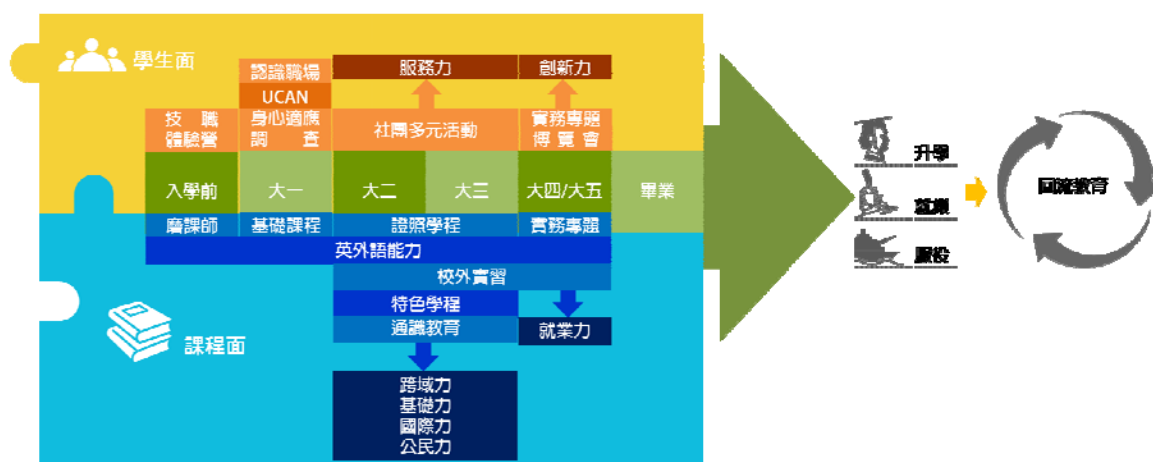 學生面
認識職場
服務力
創新力
UCAN
技 職
體驗營
身心適應
調 查
社團多元活動
實務專題
博覽會
入學前
大一
大二
大三
大四/大五
畢業
磨課師
基礎課程
證照學程
實務專題
英外語能力
校外實習
特色學程
通識教育
就業力
課程面
跨域力
基礎力
國際力
公民力
升學
就業
服役
回流教育